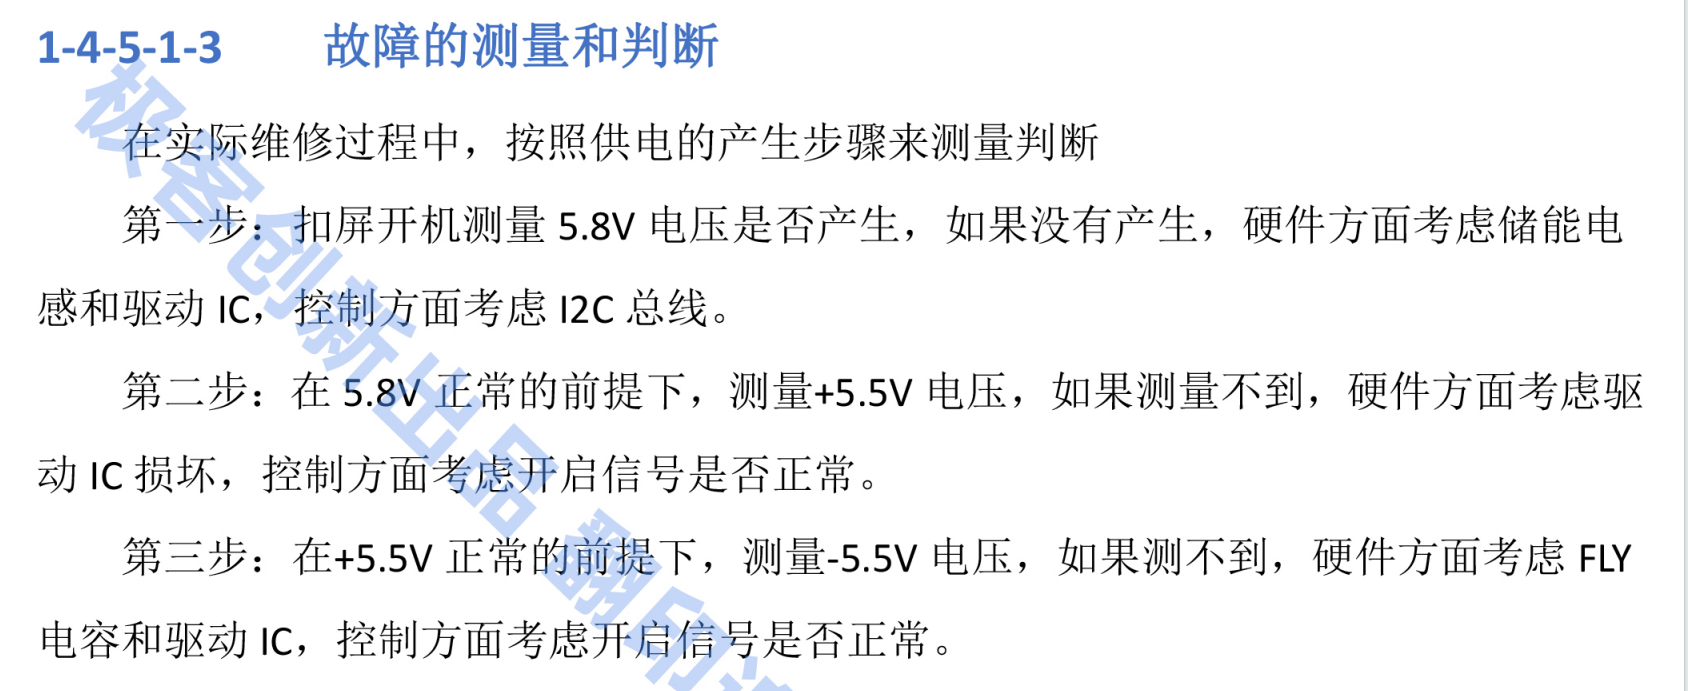 1-4-5-1-3 故障的测量和判断
在实际维修过程中，按照供电的产生步骤来测量判断
第一步：扣屏开机测量 5.8V 电压是否产生，如果没有产生，硬件方面考虑储能电
感和驱动 IC，控制方面考虑 I2C 总线。
第二步：在 5.8V 正常的前提下，测量+5.5V 电压，如果测量不到，硬件方面考虑驱
动 IC 损坏，控制方面考虑开启信号是否正常。
第三步：在+5.5V 正常的前提下，测量-5.5V 电压，如果测不到，硬件方面考虑 FLY
电容和驱动 IC，控制方面考虑开启信号是否正常。
极客创新出品 翻印